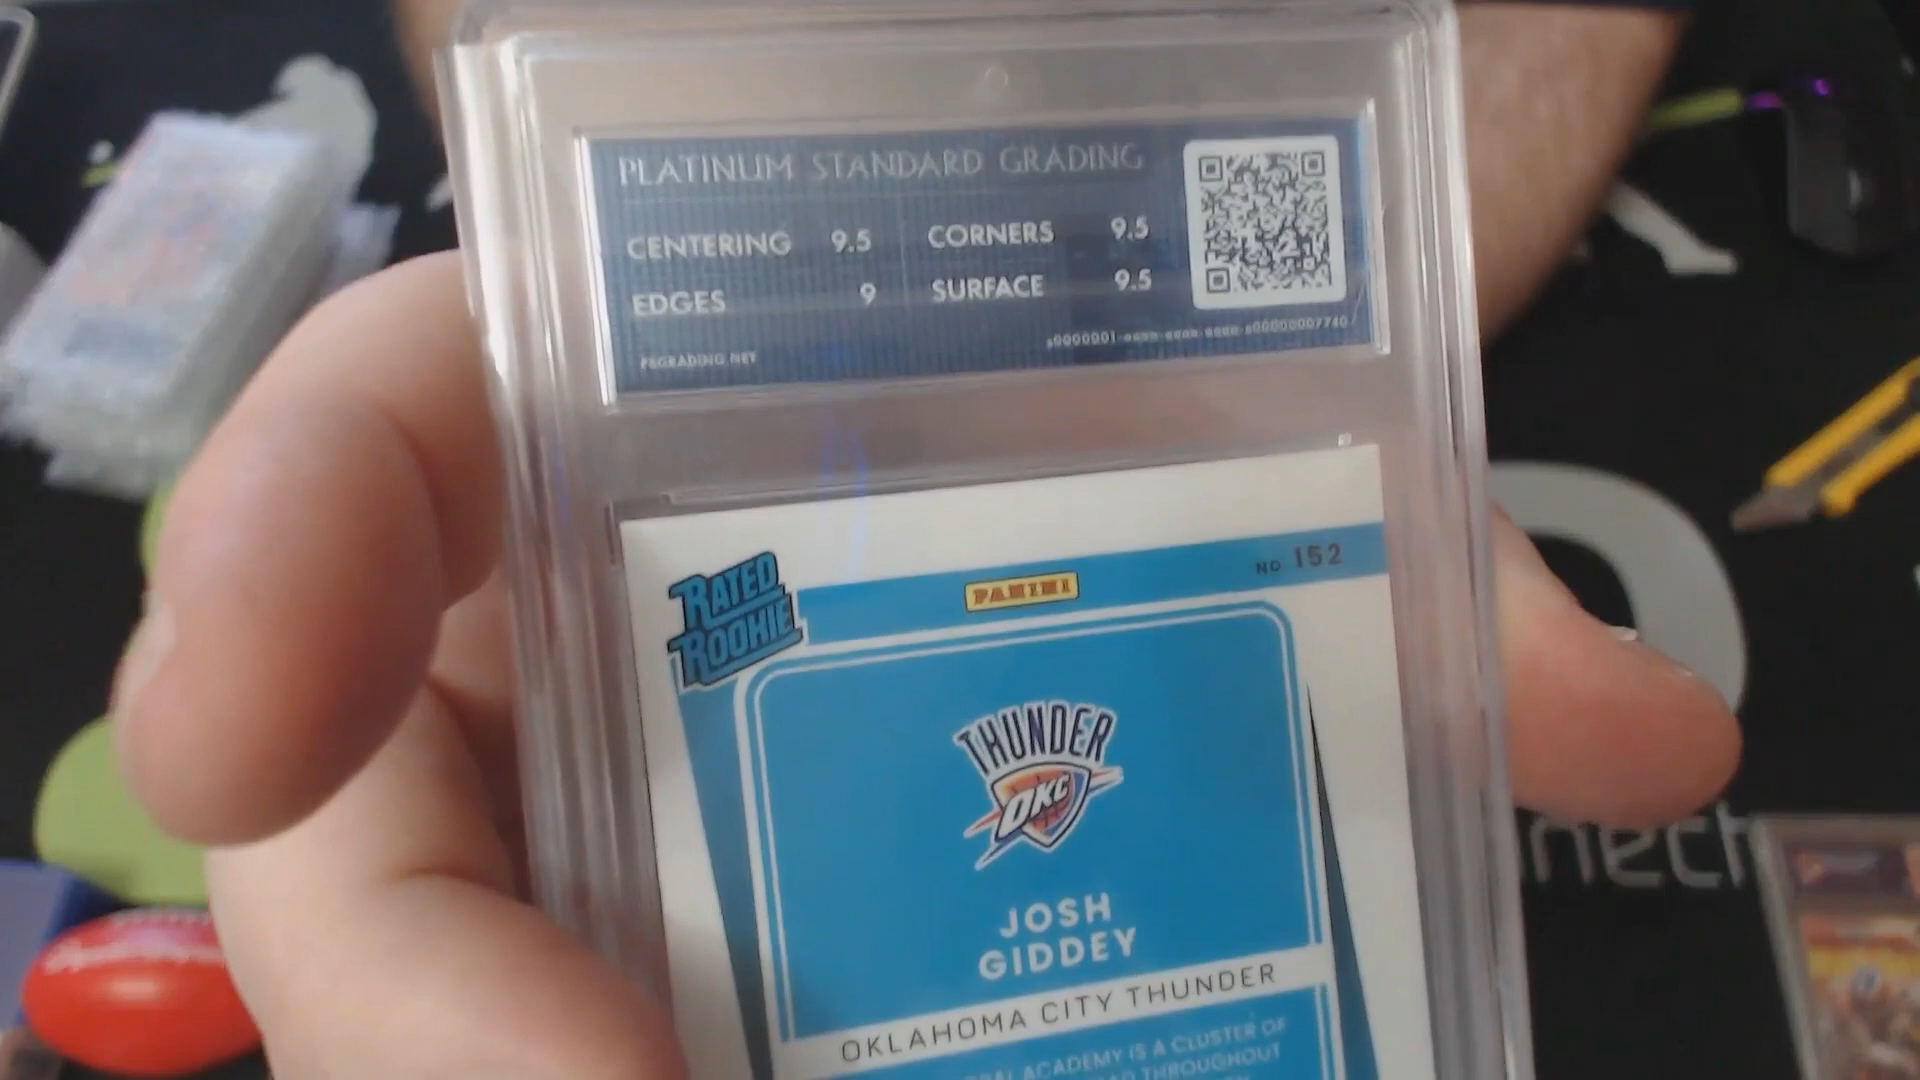 PLATINUM STANDARD GRADING
CENTERING 9.5 CORNERS 9.5
EDGES 9 SURFACE 9.5
PSGRADING.NET
RATED
ROOKIE
PANINI
NO 152
THUNDER
OKC
JOSH
GIDDEY
OKLAHOMA CITY THUNDER
ACADEMY IS A CLUSTER OF
THROUGHOUT